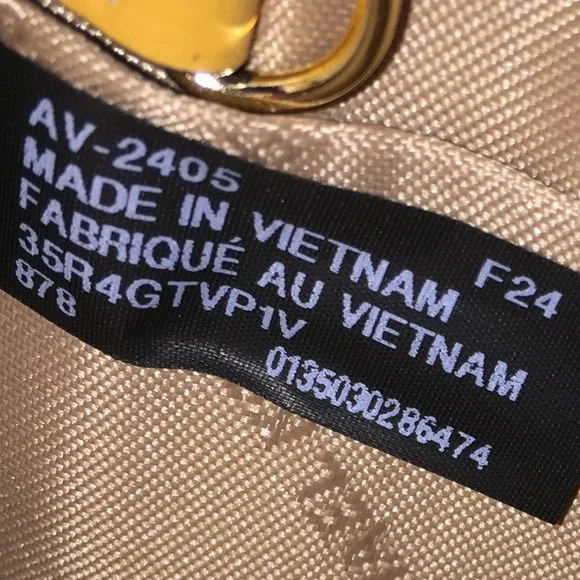 AV-2405
MADE IN VIETNAM F24
FABRIQUÉ AU VIETNAM
35R4GTVP1V
878
0135030286474